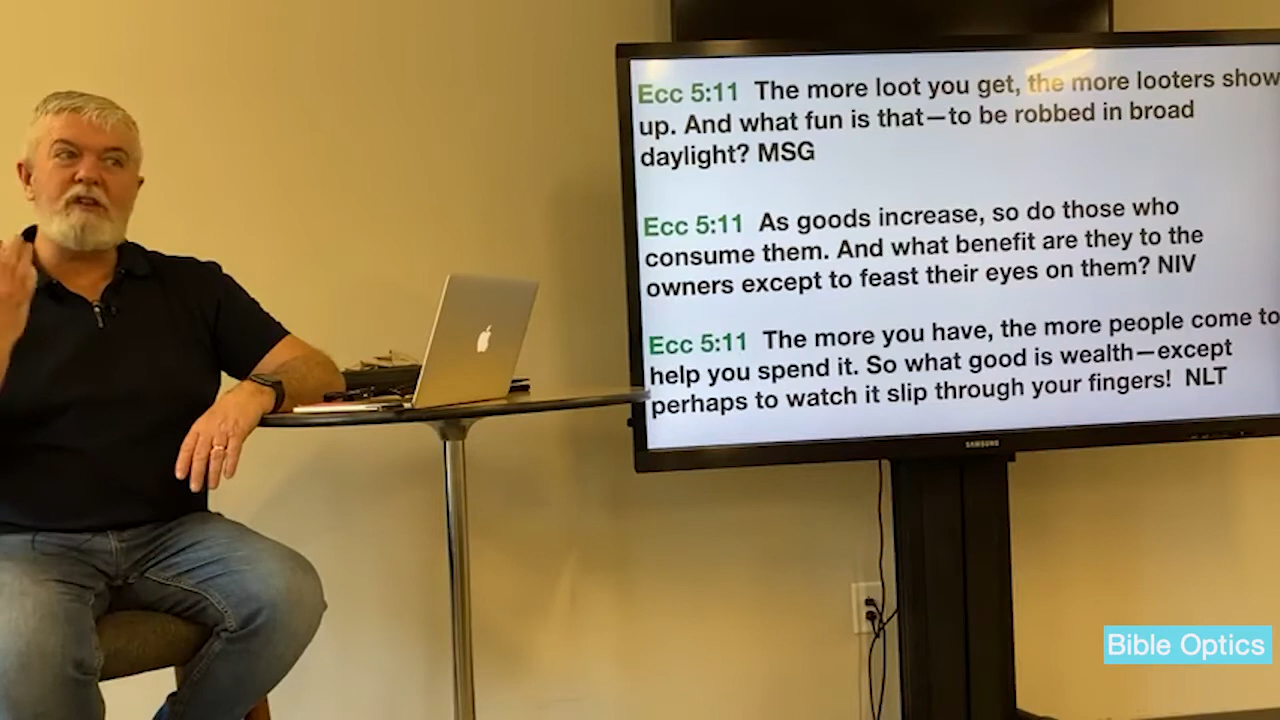 Ecc 5:11 The more loot you get, the more looters show
up. And what fun is that—to be robbed in broad
daylight? MSG
Ecc 5:11 As goods increase, so do those who
consume them. And what benefit are they to the
owners except to feast their eyes on them? NIV
Ecc 5:11 The more you have, the more people come to
help you spend it. So what good is wealth—except
perhaps to watch it slip through your fingers! NLT
SAMSUNG
Bible Optics